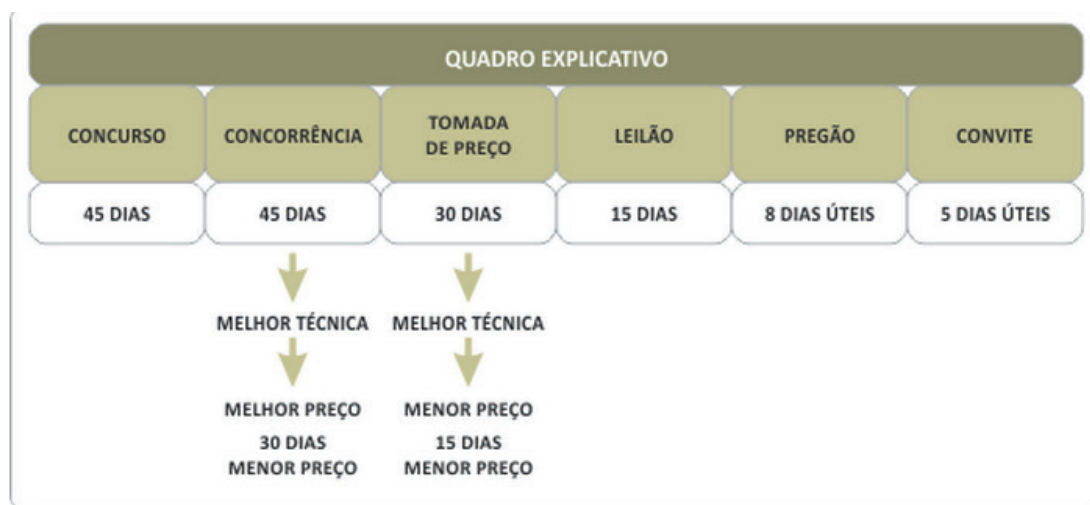 QUADRO EXPLICATIVO
CONCURSO
CONCORRÊNCIA
TOMADA
DE PREÇO
LEILÃO
PREGÃO
CONVITE
45 DIAS
45 DIAS
30 DIAS
15 DIAS
8 DIAS ÚTEIS
5 DIAS ÚTEIS
MELHOR TÉCNICA
MELHOR TÉCNICA
MELHOR PREÇO
30 DIAS
MENOR PREÇO
MENOR PREÇO
15 DIAS
MENOR PREÇO